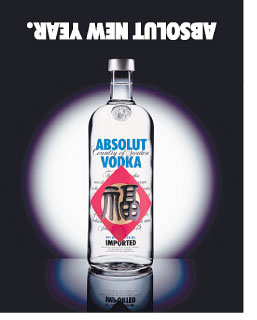 ABSOLUT NEW YEAR.
ABSOLUT
Country of Sweden
VODKA
福
IMPORTED